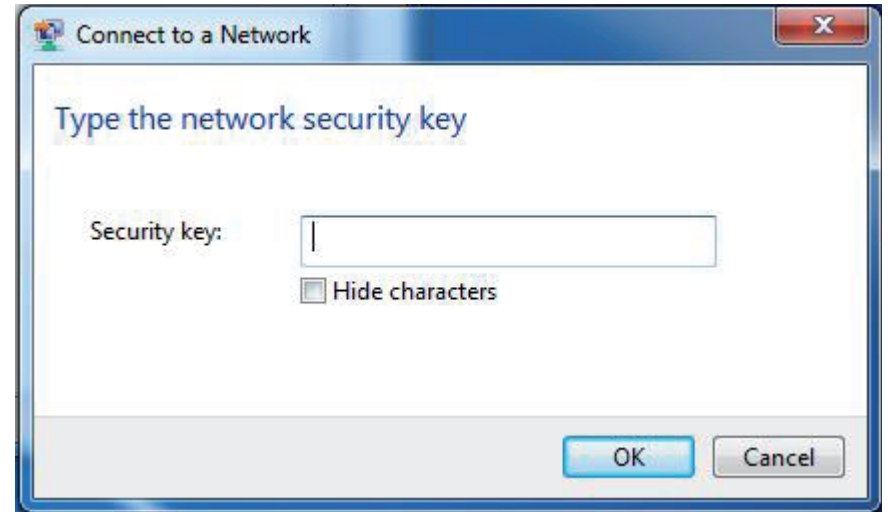 Connect to a Network
Type the network security key
Security key:
Hide characters
OK Cancel